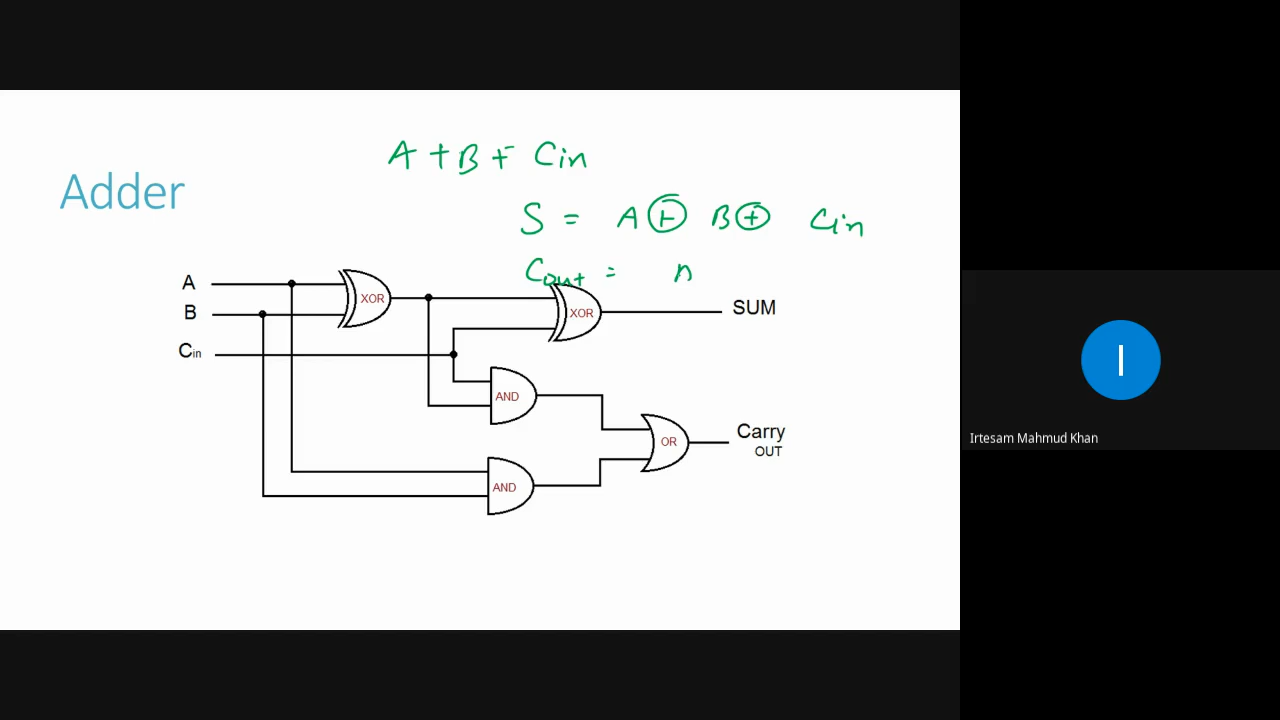 A + B + Cin
Adder
S = A ⊕ B ⊕ Cin
Cout = n
A
XOR
XOR
B
SUM
Cin
AND
Carry
OR
OUT
AND
I
Irtesam Mahmud Khan